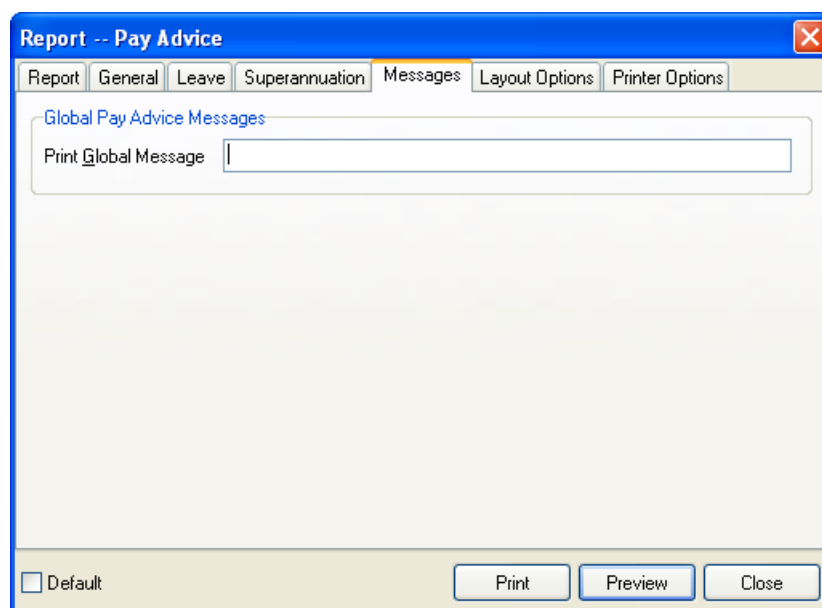 Report -- Pay Advice
Report General Leave Superannuation Messages Layout Options Printer Options
Global Pay Advice Messages
Print Global Message
Default Print Preview Close